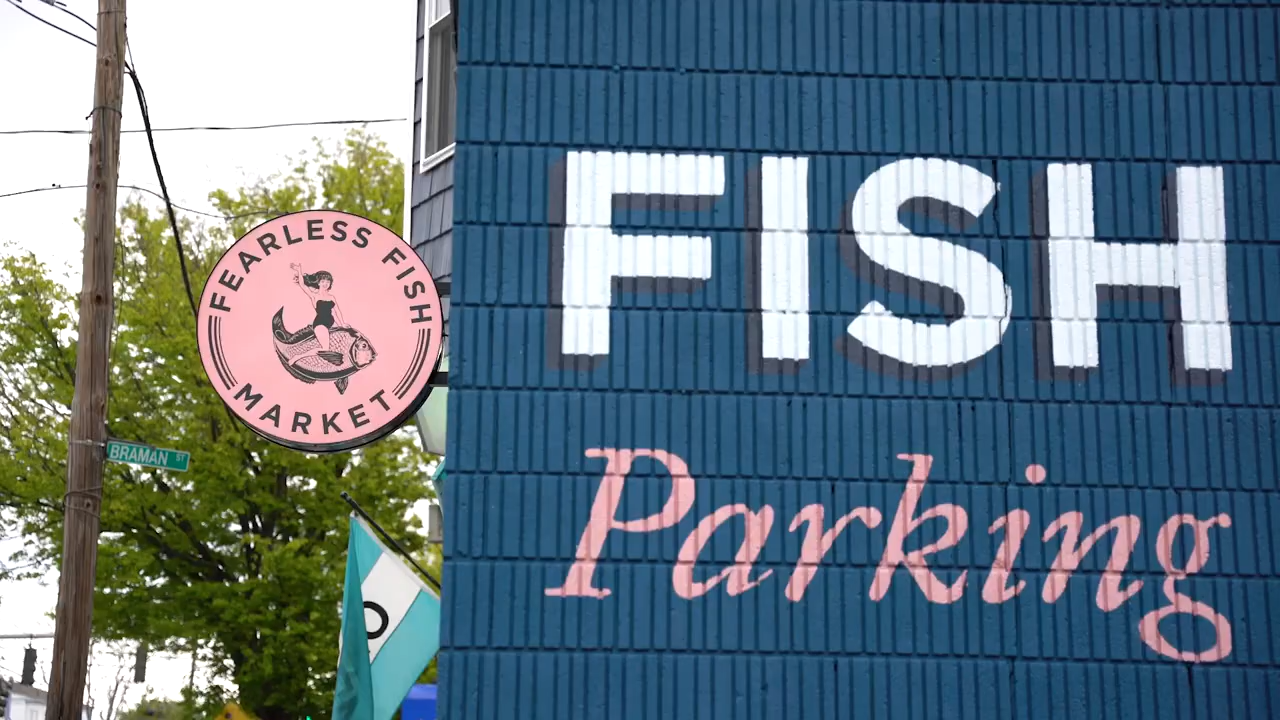 FEARLESS FISH
MARKET
BRAMAN ST
O
FISH
Parking